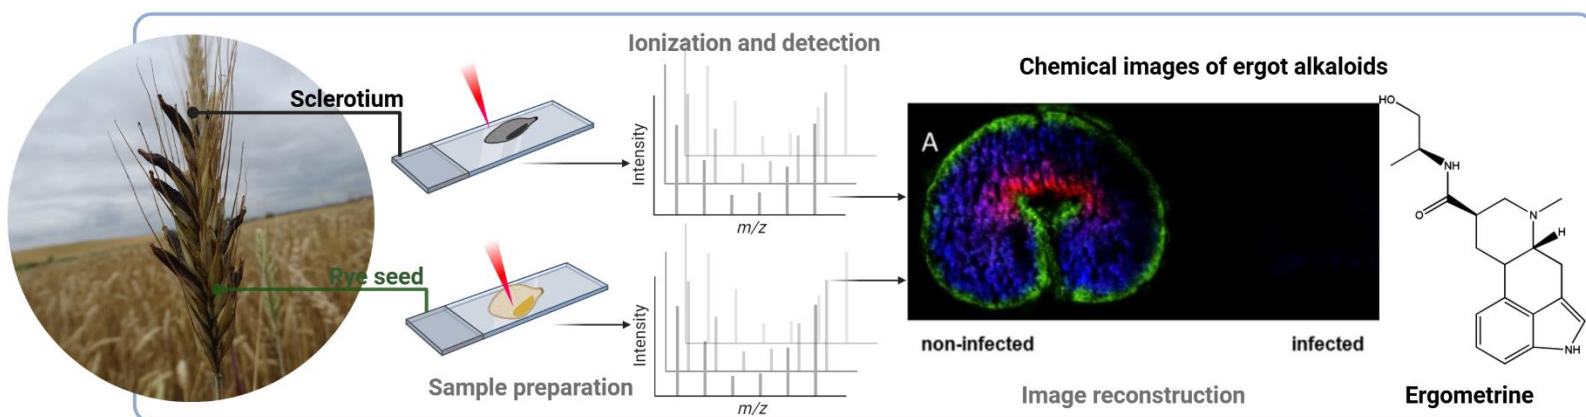 Ionization and detection
Chemical images of ergot alkaloids
Sclerotium
Intensity
m/z
A
HO
NH
O
N
H
NH
Rye seed
Intensity
m/z
non-infected
infected
Sample preparation
Image reconstruction
Ergometrine